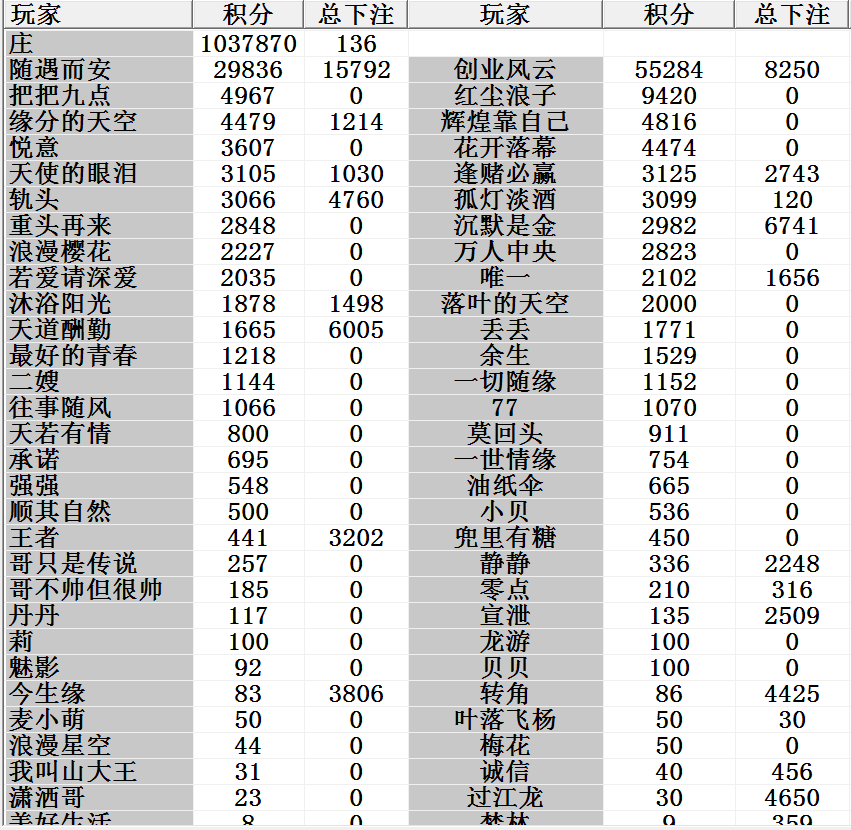 玩家 积分 总下注 玩家 积分 总下注
庄 1037870 136
随遇而安 29836 15792 创业风云 55284 8250
把把九点 4967 0 红尘浪子 9420 0
缘分的天空 4479 1214 辉煌靠自己 4816 0
悦意 3607 0 花开落幕 4474 0
天使的眼泪 3105 1030 逢赌必赢 3125 2743
轨头 3066 4760 孤灯淡酒 3099 120
重头再来 2848 0 沉默是金 2982 6741
浪漫樱花 2227 0 万人中央 2823 0
若爱请深爱 2035 0 唯一 2102 1656
沐浴阳光 1878 1498 落叶的天空 2000 0
天道酬勤 1665 6005 丢丢 1771 0
最好的青春 1218 0 余生 1529 0
二嫂 1144 0 一切随缘 1152 0
往事随风 1066 0 77 1070 0
天若有情 800 0 莫回头 911 0
承诺 695 0 一世情缘 754 0
强强 548 0 油纸伞 665 0
顺其自然 500 0 小贝 536 0
王者 441 3202 兜里有糖 450 0
哥只是传说 257 0 静静 336 2248
哥不帅但很帅 185 0 零点 210 316
丹丹 117 0 宣泄 135 2509
莉 100 0 龙游 100 0
魅影 92 0 贝贝 100 0
今生缘 83 3806 转角 86 4425
麦小萌 50 0 叶落飞杨 50 30
浪漫星空 44 0 梅花 50 0
我叫山大王 31 0 诚信 40 456
潇洒哥 23 0 过江龙 30 4650
美好生活 8 0 梦林 9 359